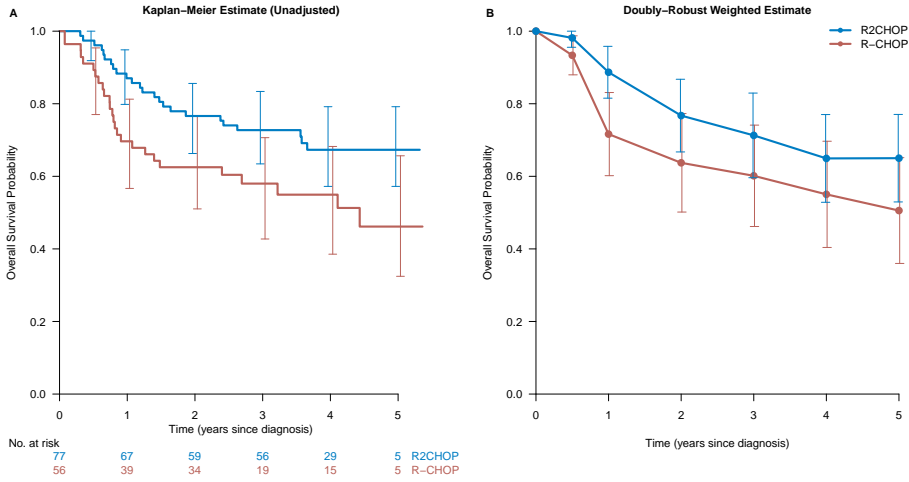 A
Kaplan−Meier Estimate (Unadjusted)
Overall Survival Probability
1.0
0.8
0.6
0.4
0.2
0.0
0 1 2 3 4 5
Time (years since diagnosis)
No. at risk
77 67 59 56 29 5 R2CHOP
56 39 34 19 15 5 R−CHOP
B
Doubly−Robust Weighted Estimate
R2CHOP
R−CHOP
Overall Survival Probability
1.0
0.8
0.6
0.4
0.2
0.0
0 1 2 3 4 5
Time (years since diagnosis)